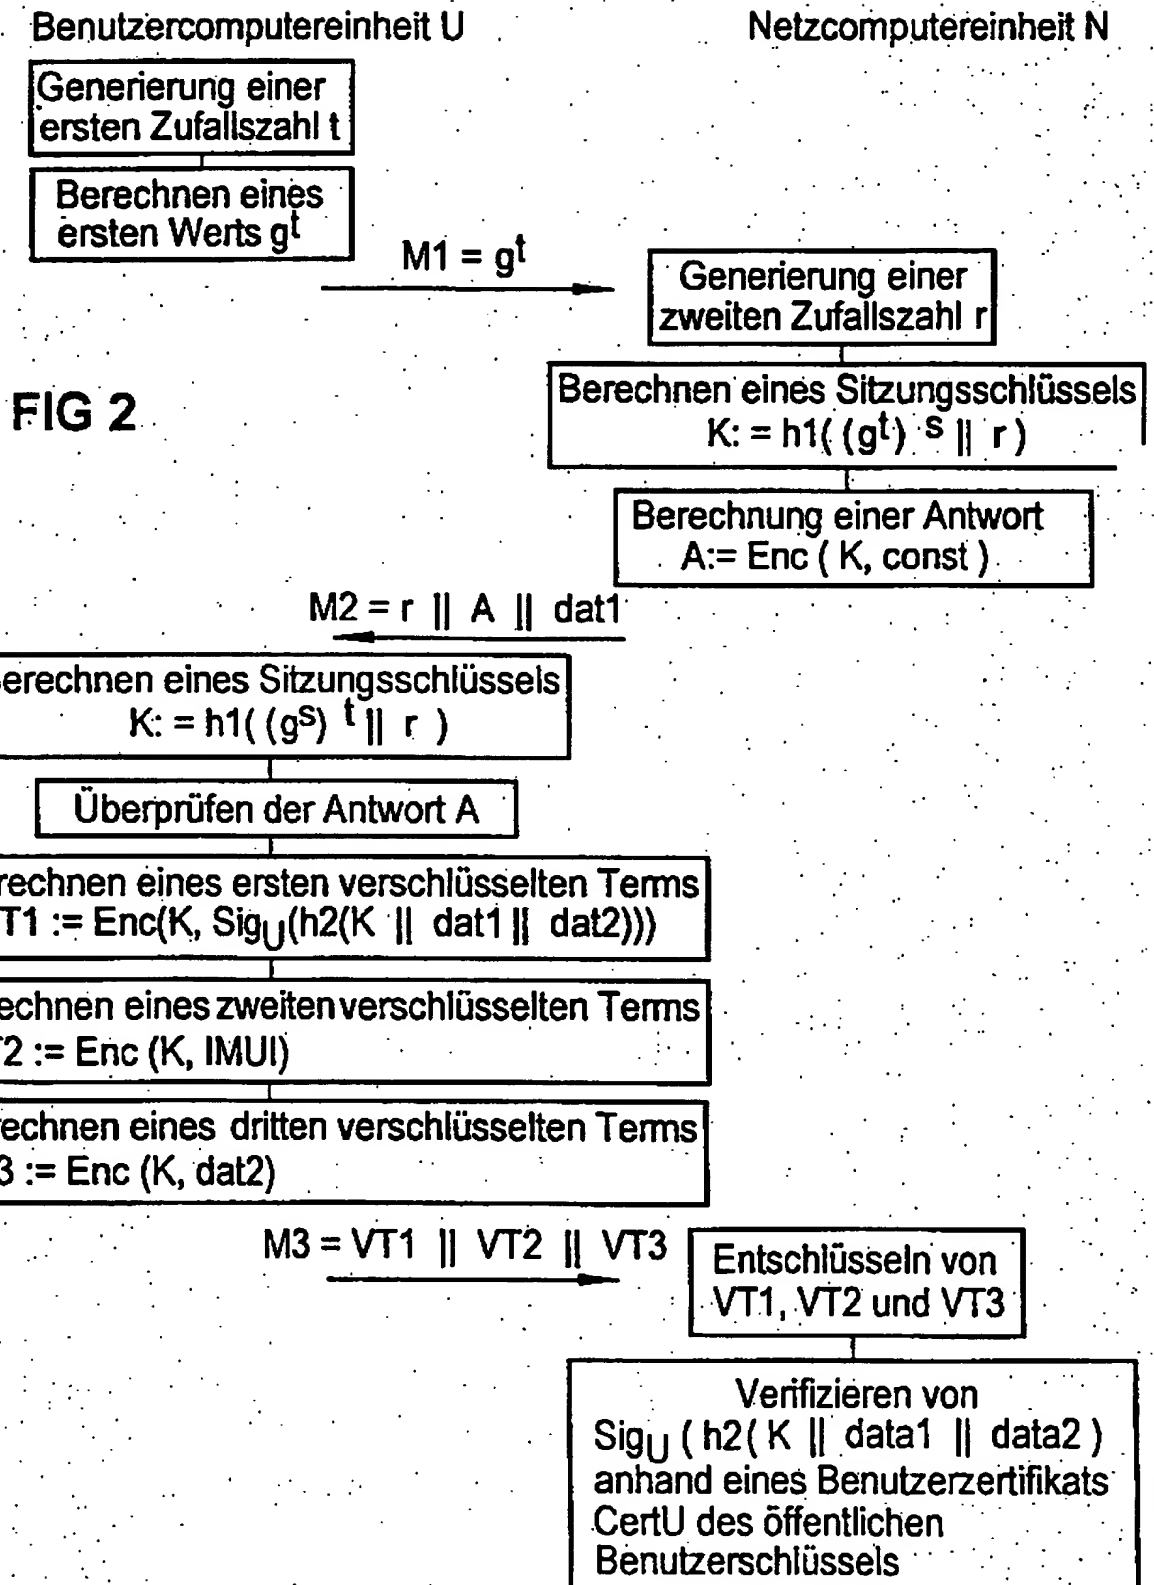 Benutzercomputereinheit U
Netzcomputereinheit N
Generierung einer
ersten Zufallszahl t
Berechnen eines
ersten Werts g^t
M1 = g^t
Generierung einer
zweiten Zufallszahl r
FIG 2
Berechnen eines Sitzungsschlüssels
K: = h1( (g^t) ^s || r )
Berechnung einer Antwort
A:= Enc ( K, const )
M2 = r || A || dat1
erechnen eines Sitzungsschlüssels
K: = h1( (g^s) ^t || r )
Überprüfen der Antwort A
rechnen eines ersten verschlüsselten Terms
T1 := Enc(K, Sig_U(h2(K || dat1 || dat2)))
echnen eines zweiten verschlüsselten Terms
2 := Enc (K, IMUI)
rechnen eines dritten verschlüsselten Terms
3 := Enc (K, dat2)
M3 = VT1 || VT2 || VT3
Entschlüsseln von
VT1, VT2 und VT3
Verifizieren von
Sig_U ( h2( K || data1 || data2 )
anhand eines Benutzerzertifikats
CertU des öffentlichen
Benutzerschlüssels